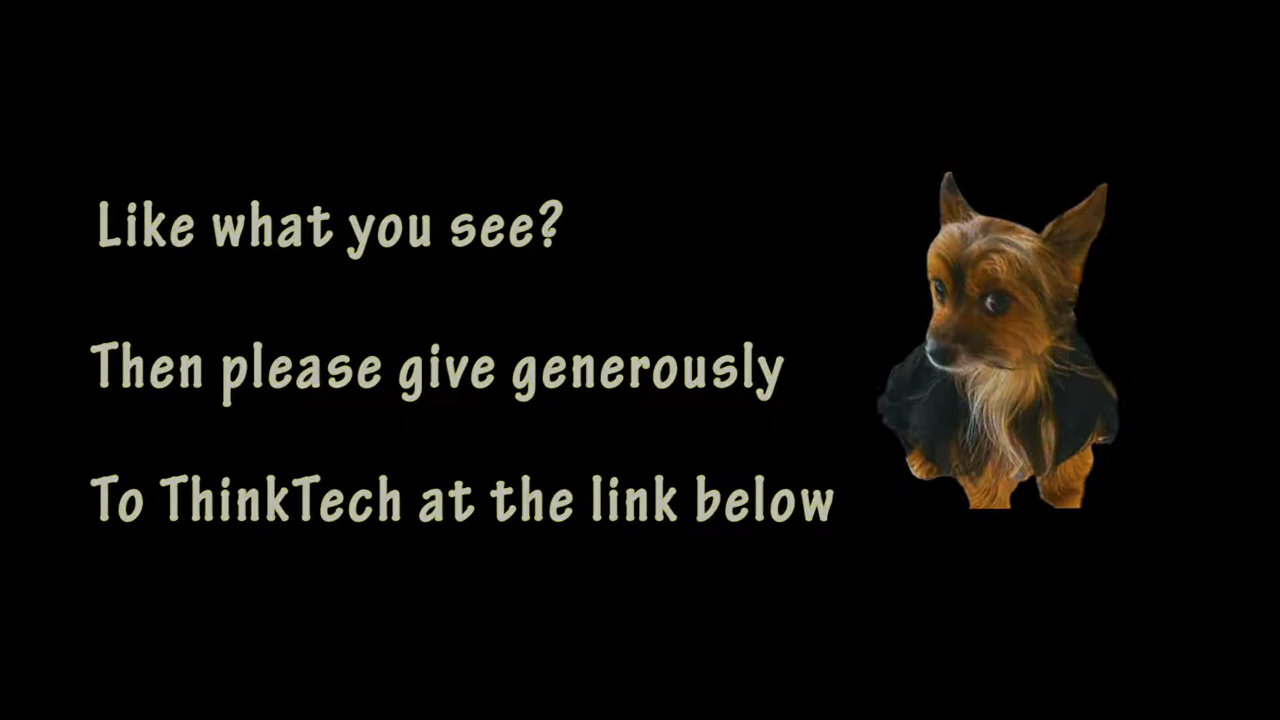 Like what you see?
Then please give generously
To ThinkTech at the link below